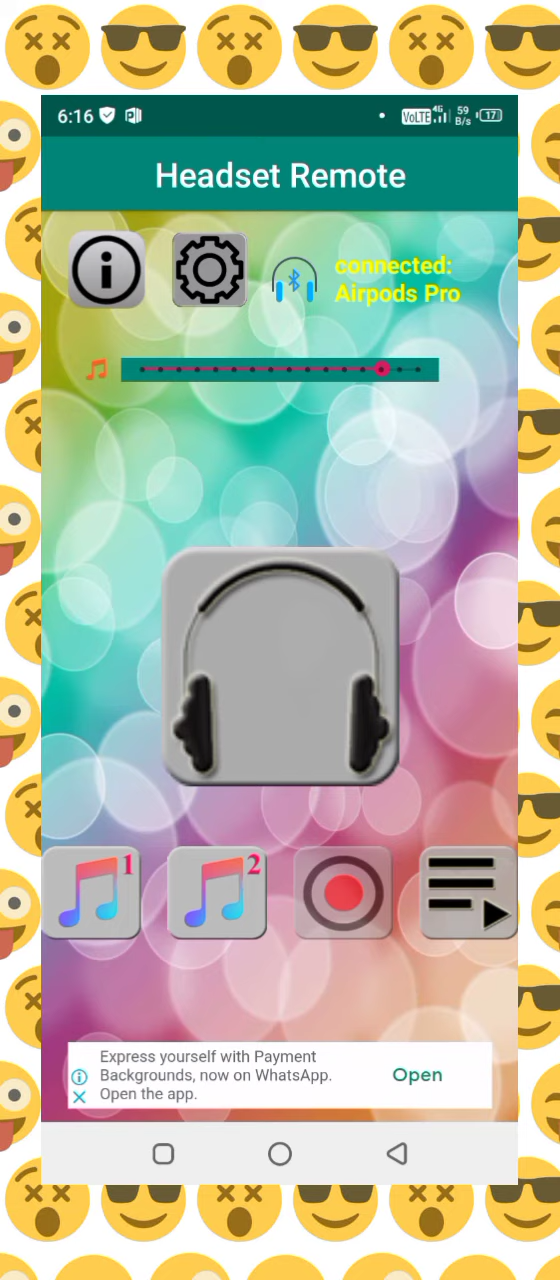 6:16
VoLTE 4G 59 B/s 17
Headset Remote
connected:
Airpods Pro
1 2
Express yourself with Payment
Backgrounds, now on WhatsApp.
Open the app.
Open